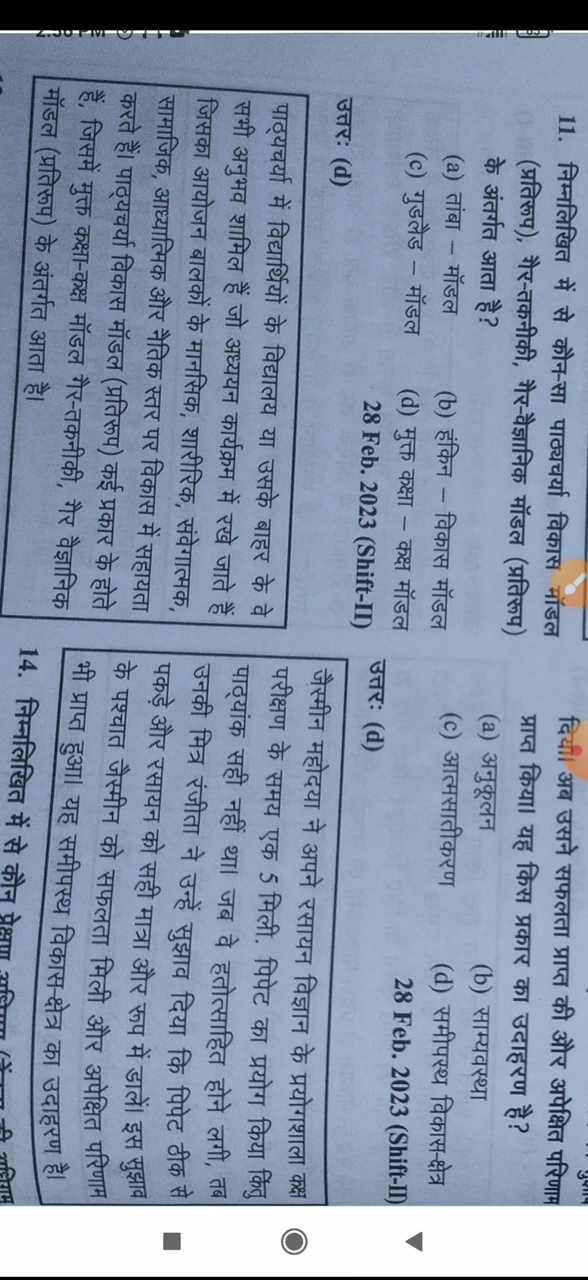 11. निम्नलिखित में से कौन-सा पाठ्यचर्या विकास मॉडल
(प्रतिरूप), गैर-तकनीकी, गैर-वैज्ञानिक मॉडल (प्रतिरूप)
के अंतर्गत आता है?
(a) तांबा – मॉडल (b) हंकिन – विकास मॉडल
(c) गुडलैड – मॉडल (d) मुक्त कक्षा – कक्ष मॉडल
28 Feb. 2023 (Shift-II)
उत्तर: (d)
पाठ्यचर्या में विद्यार्थियों के विद्यालय या उसके बाहर के वे
सभी अनुभव शामिल हैं जो अध्ययन कार्यक्रम में रखे जाते हैं
जिसका आयोजन बालकों के मानसिक, शारीरिक, संवेगात्मक,
सामाजिक, अध्यात्मिक और नैतिक स्तर पर विकास में सहायता
करते हैं। पाठ्यचर्या विकास मॉडल (प्रतिरूप) कई प्रकार के होते
हैं, जिसमें मुक्त कक्षा-कक्ष मॉडल गैर-तकनीकी, गैर वैज्ञानिक
मॉडल (प्रतिरूप) के अंतर्गत आता है।
दिया। अब उसने सफलता प्राप्त की और अपेक्षित परिणाम
प्राप्त किया। यह किस प्रकार का उदाहरण है?
(a) अनुकूलन (b) साम्यवस्था
(c) आत्मसातीकरण (d) समीपस्थ विकास-क्षेत्र
28 Feb. 2023 (Shift-II)
उत्तर: (d)
जैस्मीन महोदया ने अपने रसायन विज्ञान के प्रयोगशाला कक्ष
परीक्षण के समय एक 5 मिली. पिपेट का प्रयोग किया किंतु
पाठ्यांक सही नहीं था। जब वे हतोत्साहित होने लगी, तब
उनकी मित्र रंजीता ने उन्हें सुझाव दिया कि पिपेट ठीक से
पकड़े और रसायन को सही मात्रा और रूप में डालें। इस सुझाव
के पश्चात जैस्मीन को सफलता मिली और अपेक्षित परिणाम
भी प्राप्त हुआ। यह समीपस्थ विकास-क्षेत्र का उदाहरण है।
14. निम्नलिखित में से कौन प्रेक्षण
2:56 PM